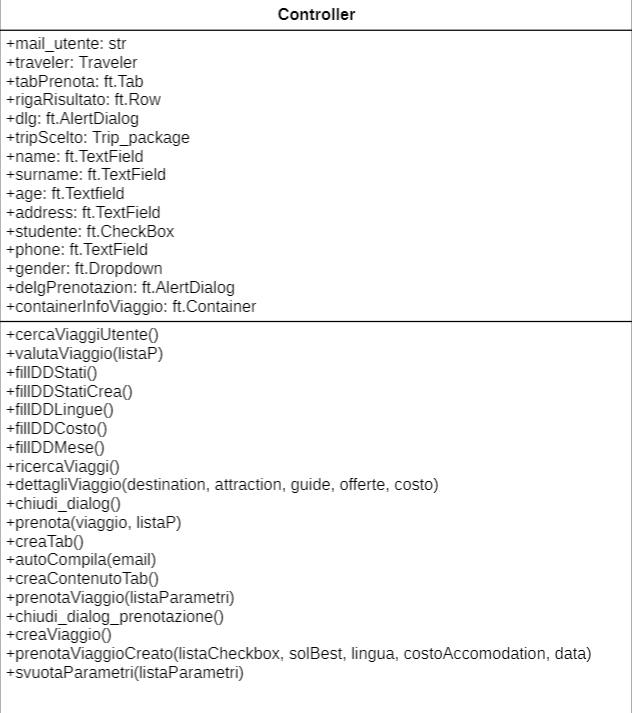 Controller
+mail_utente: str
+traveler: Traveler
+tabPrenota: ft.Tab
+rigaRisultato: ft.Row
+dlg: ft.AlertDialog
+tripScelto: Trip_package
+name: ft.TextField
+surname: ft.TextField
+age: ft.Textfield
+address: ft.TextField
+studente: ft.CheckBox
+phone: ft.TextField
+gender: ft.Dropdown
+delgPrenotazion: ft.AlertDialog
+containerInfoViaggio: ft.Container
+cercaViaggiUtente()
+valutaViaggio(listaP)
+fillDDStati()
+fillDDStatiCrea()
+fillDDLingue()
+fillDDCosto()
+fillDDMese()
+ricercaViaggi()
+dettagliViaggio(destination, attraction, guide, offerte, costo)
+chiudi_dialog()
+prenota(viaggio, listaP)
+creaTab()
+autoCompila(email)
+creaContenutoTab()
+prenotaViaggio(listaParametri)
+chiudi_dialog_prenotazione()
+creaViaggio()
+prenotaViaggioCreato(listaCheckbox, solBest, lingua, costoAccomodation, data)
+svuotaParametri(listaParametri)